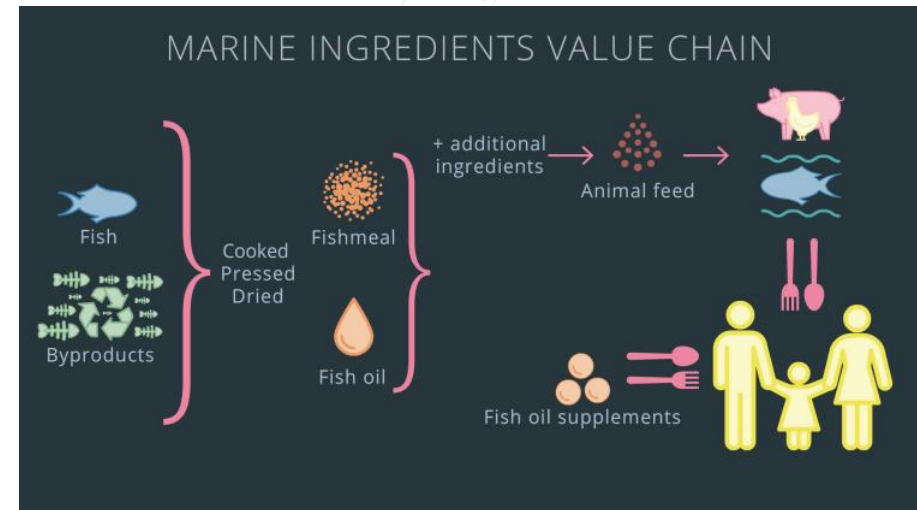 MARINE INGREDIENTS VALUE CHAIN
Fish
Byproducts
Cooked
Pressed
Dried
Fishmeal
Fish oil
+ additional
ingredients
Animal feed
Fish oil supplements